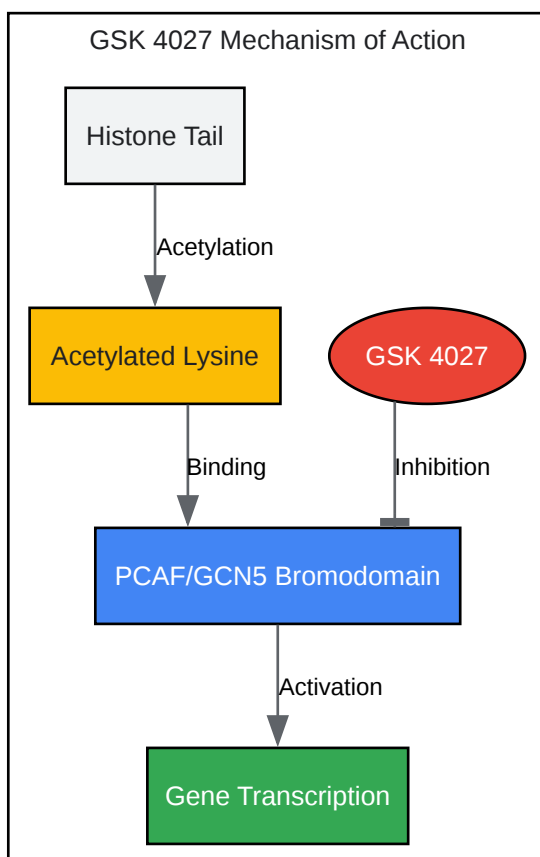 GSK 4027 Mechanism of Action
Histone Tail
Acetylation
Acetylated Lysine
GSK 4027
Binding
Inhibition
PCAF/GCN5 Bromodomain
Activation
Gene Transcription